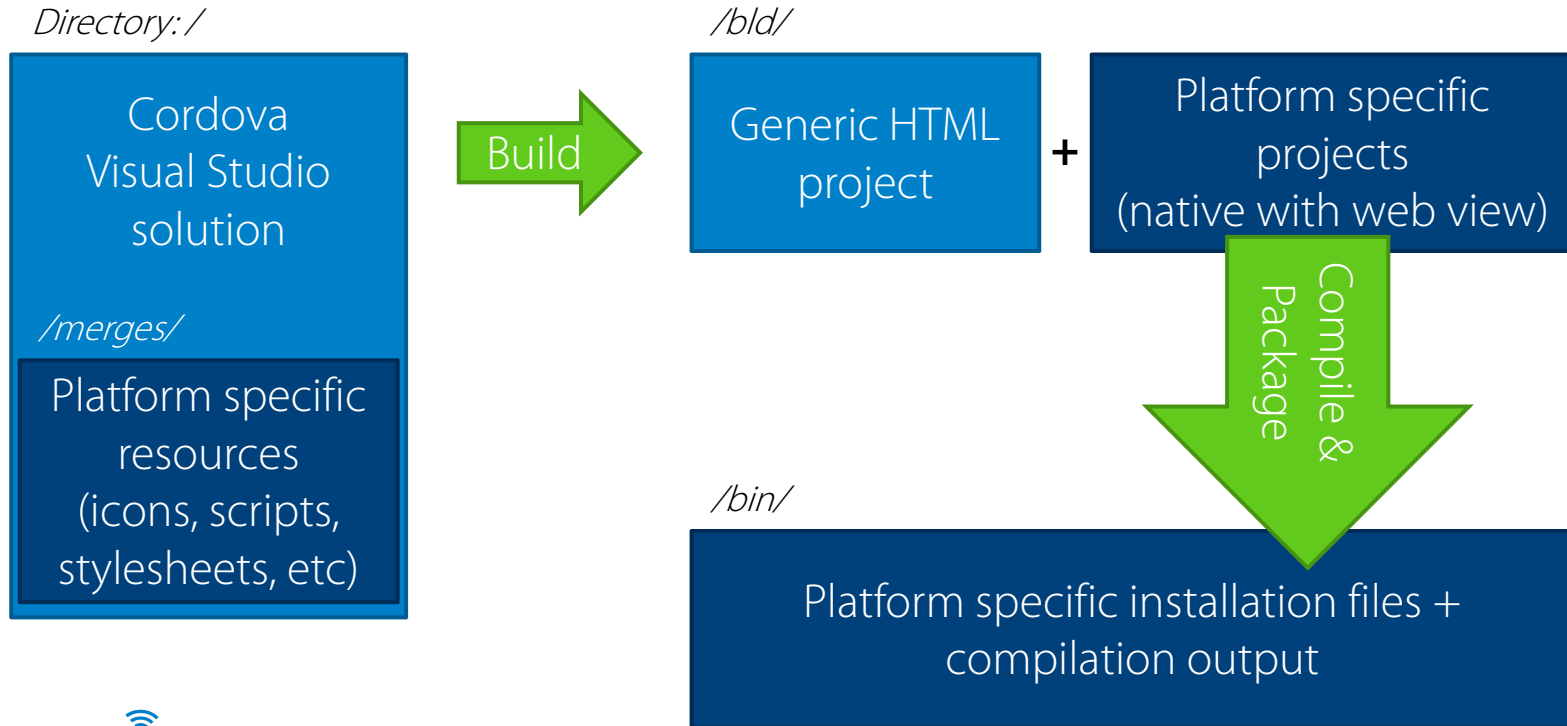 Directory: /
Cordova
Visual Studio
solution
/merges/
Platform specific
resources
(icons, scripts,
stylesheets, etc)
Build
/bld/
Generic HTML
project
+
Platform specific
projects
(native with web view)
Compile &
Package
/bin/
Platform specific installation files +
compilation output